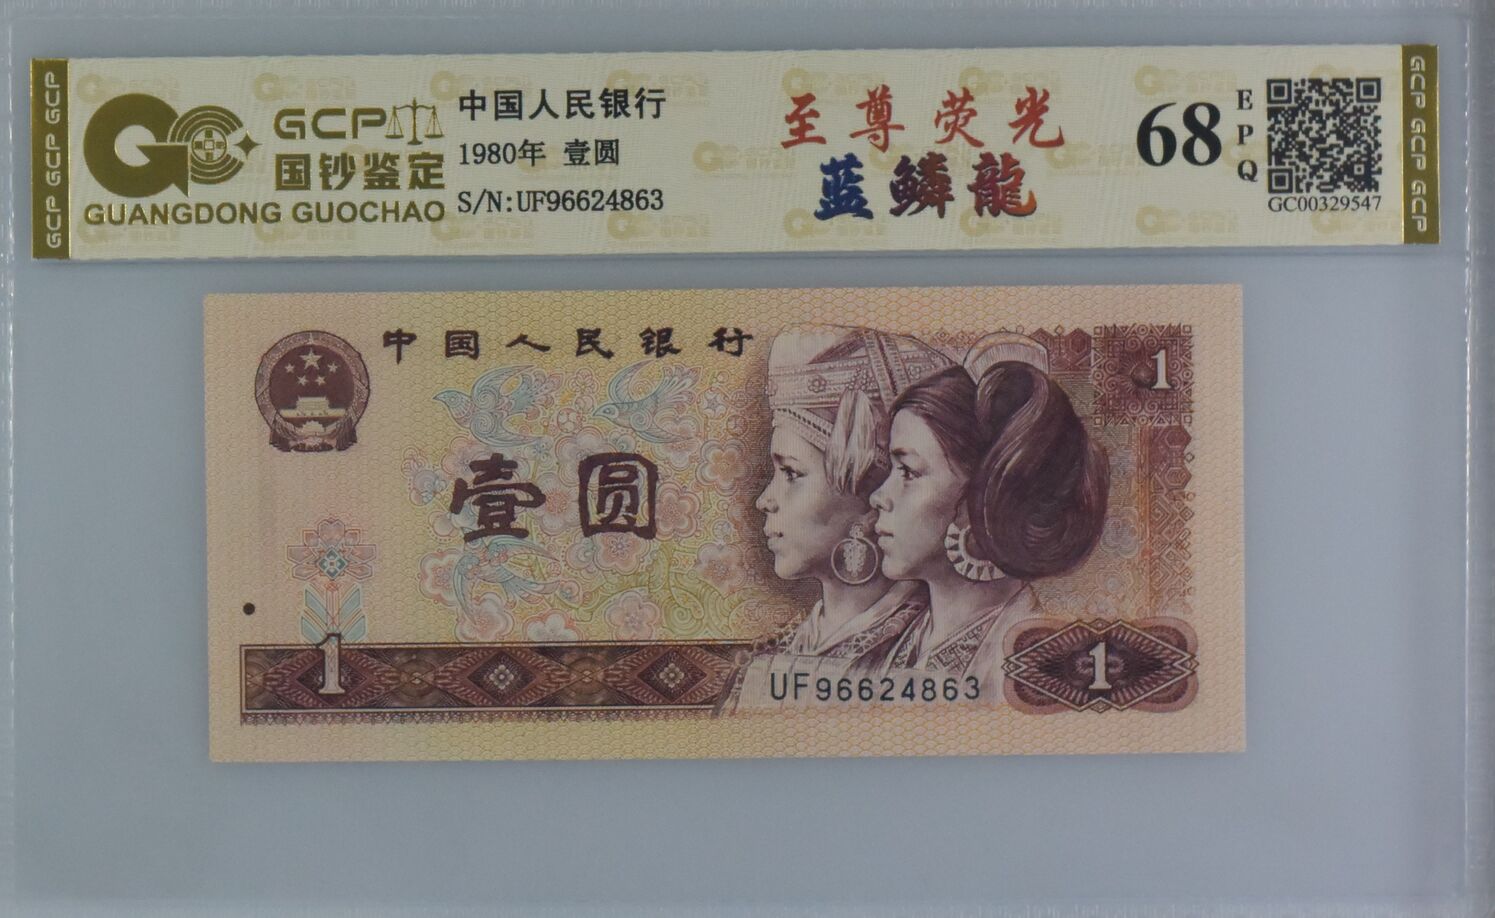 GCP GCP GCP
GCP
国钞鉴定
GUANGDONG GUOCHAO
中国人民银行
1980年 壹圆
S/N:UF96624863
至尊荧光
蓝鳞龍
68
EPQ
GC00329547
GCP GCP GCP
中国人民银行
1
壹圆
1
UF96624863
1